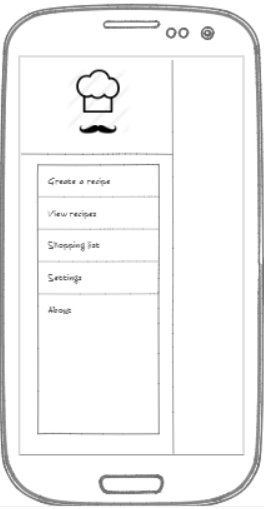 Create a recipe
View recipes
Shopping list
Settings
About